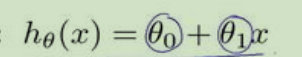 : hθ(x) = θ0 + θ1x